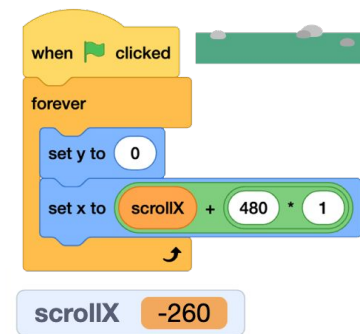 when clicked
forever
set y to 0
set x to scrollX + 480 * 1
scrollX -260